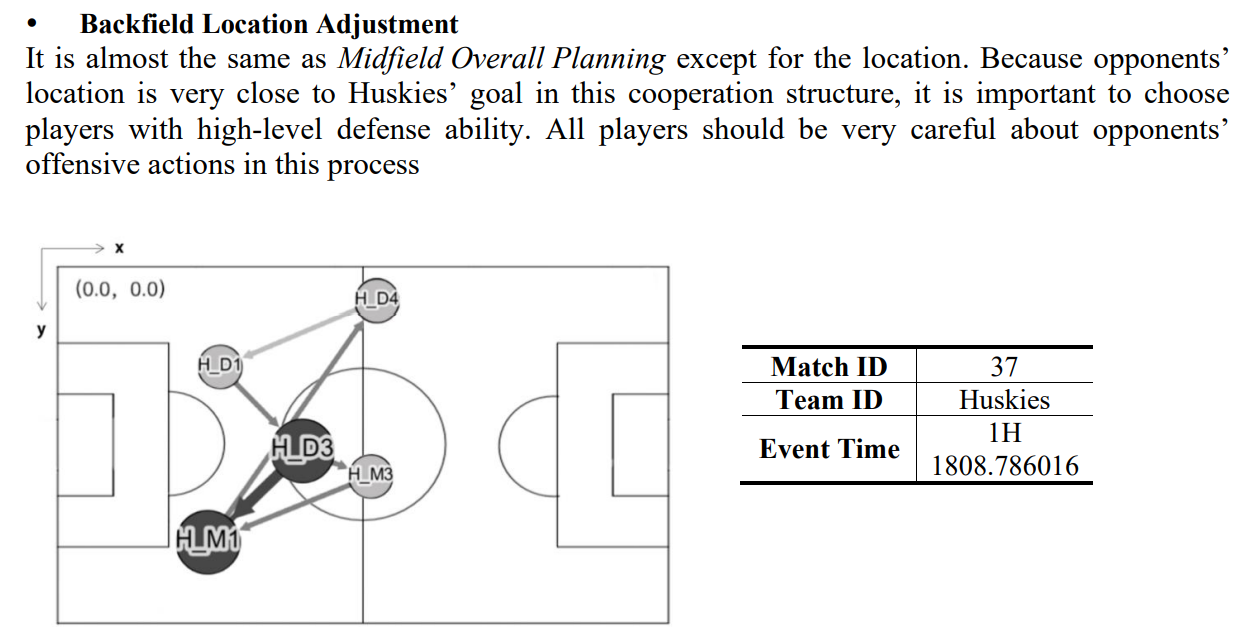 • Backfield Location Adjustment
It is almost the same as Midfield Overall Planning except for the location. Because opponents’
location is very close to Huskies’ goal in this cooperation structure, it is important to choose
players with high-level defense ability. All players should be very careful about opponents’
offensive actions in this process
x
(0.0, 0.0)
y
H_D4
H_D1
H_D3
H_M3
H_M1
Match ID 37
Team ID Huskies
Event Time 1H
1808.786016